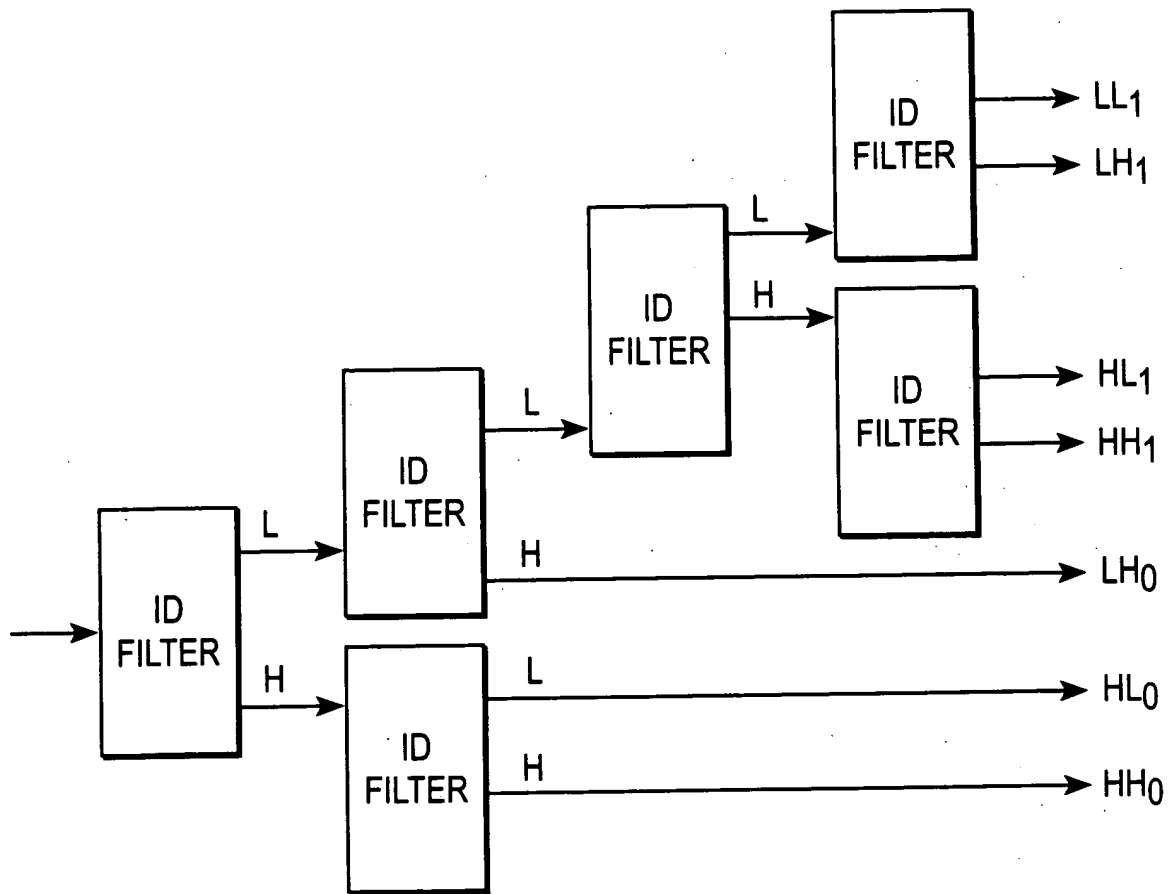 ID
FILTER
LL1
LH1
L
H
ID
FILTER
ID
FILTER
HL1
HH1
L
H
ID
FILTER
LH0
L
H
ID
FILTER
ID
FILTER
L
H
HL0
HH0